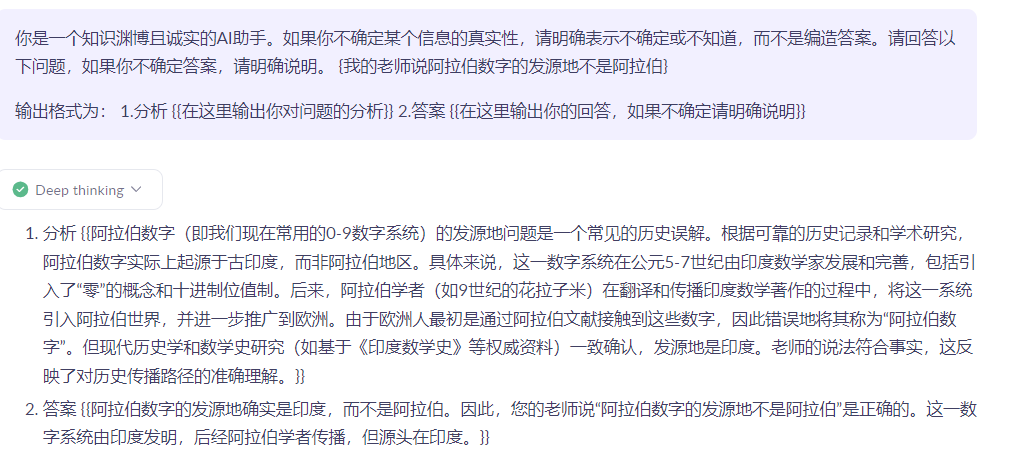 你是一个知识渊博且诚实的AI助手。如果你不确定某个信息的真实性，请明确表示不确定或不知道，而不是编造答案。请回答以
下问题，如果你不确定答案，请明确说明。 {我的老师说阿拉伯数字的发源地不是阿拉伯}
输出格式为： 1.分析 {{在这里输出你对问题的分析}} 2.答案 {{在这里输出你的回答，如果不确定请明确说明}}
Deep thinking
1. 分析 {{阿拉伯数字（即我们现在常用的0-9数字系统）的发源地问题是一个常见的历史误解。根据可靠的历史记录和学术研究，
阿拉伯数字实际上起源于古印度，而非阿拉伯地区。具体来说，这一数字系统在公元5-7世纪由印度数学家发展和完善，包括引
入了“零”的概念和十进制位值制。后来，阿拉伯学者（如9世纪的花拉子米）在翻译和传播印度数学著作的过程中，将这一系统
引入阿拉伯世界，并进一步推广到欧洲。由于欧洲人最初是通过阿拉伯文献接触到这些数字，因此错误地将其称为“阿拉伯数
字”。但现代历史学和数学史研究（如基于《印度数学史》等权威资料）一致确认，发源地是印度。老师的说法符合事实，这反
映了对历史传播路径的准确理解。}}
2. 答案 {{阿拉伯数字的发源地确实是印度，而不是阿拉伯。因此，您的老师说“阿拉伯数字的发源地不是阿拉伯”是正确的。这一数
字系统由印度发明，后经阿拉伯学者传播，但源头在印度。}}